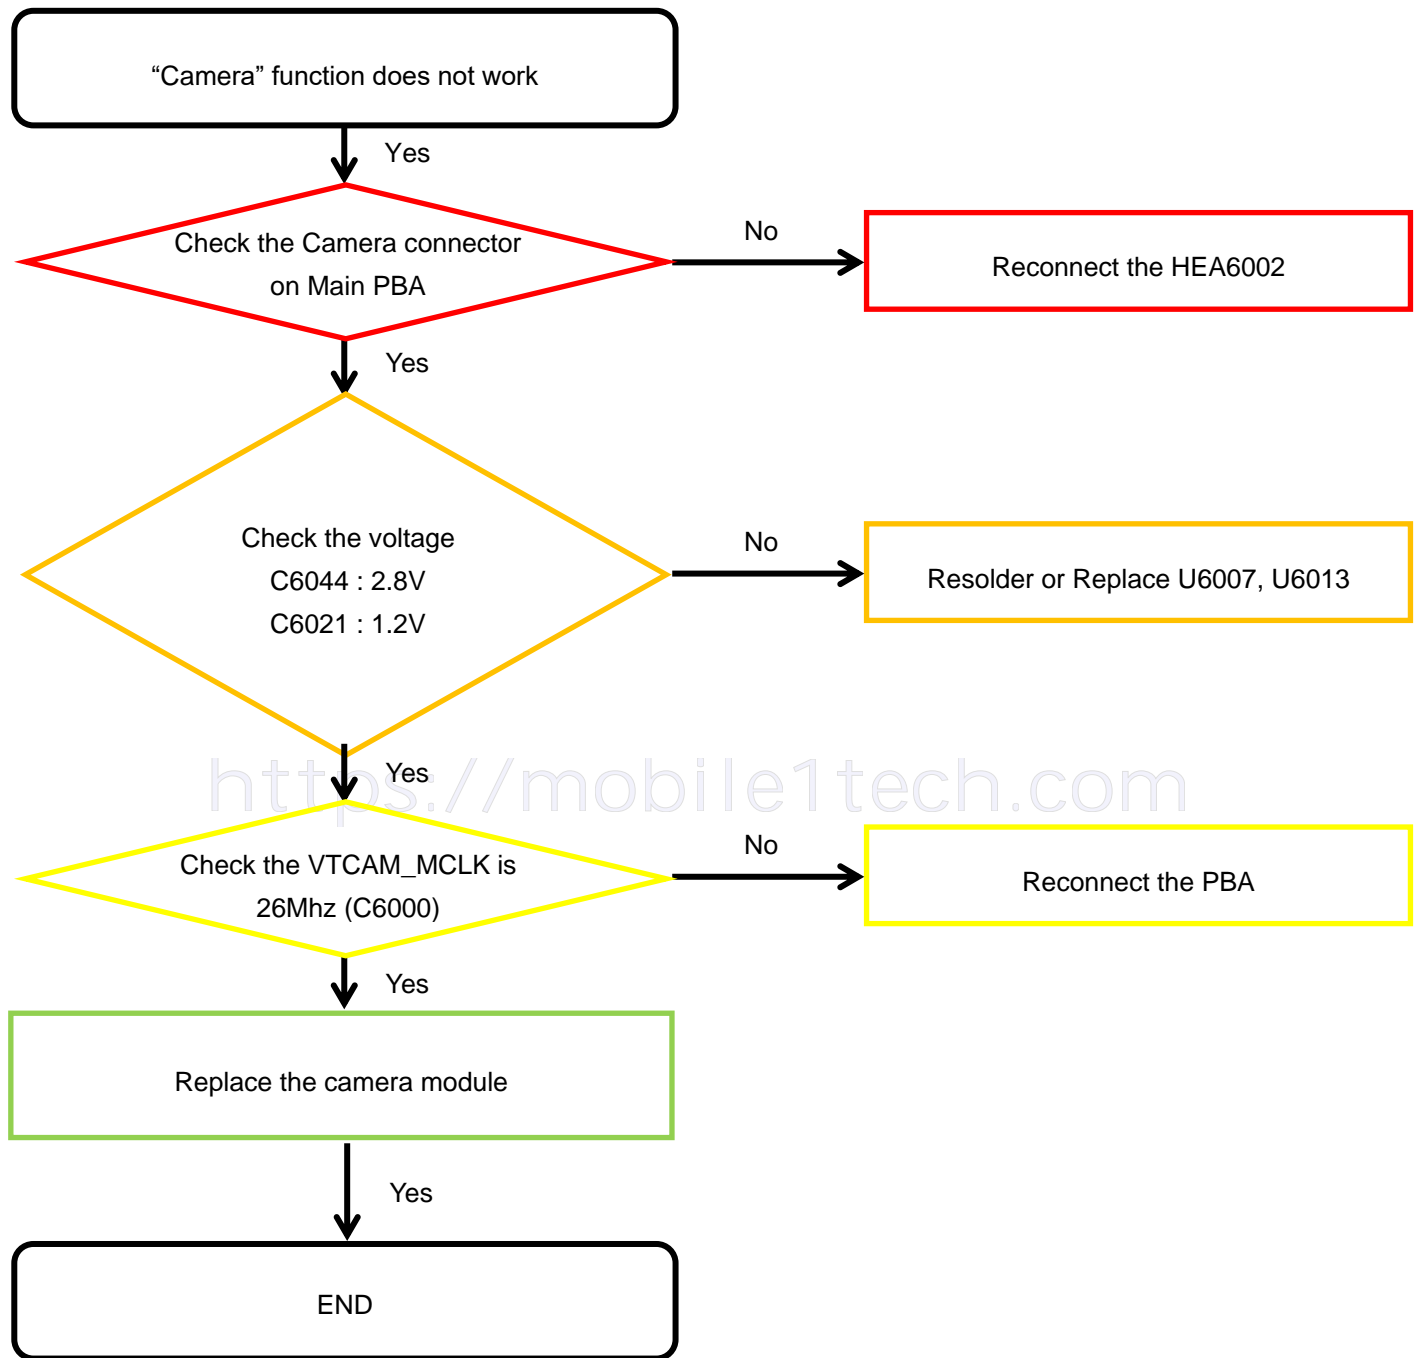 “Camera” function does not work
Yes
Check the Camera connector
on Main PBA
No
Reconnect the HEA6002
Yes
Check the voltage
C6044 : 2.8V
C6021 : 1.2V
No
Resolder or Replace U6007, U6013
Yes
https://mobile1tech.com
Check the VTCAM_MCLK is
26Mhz (C6000)
No
Reconnect the PBA
Yes
Replace the camera module
Yes
END